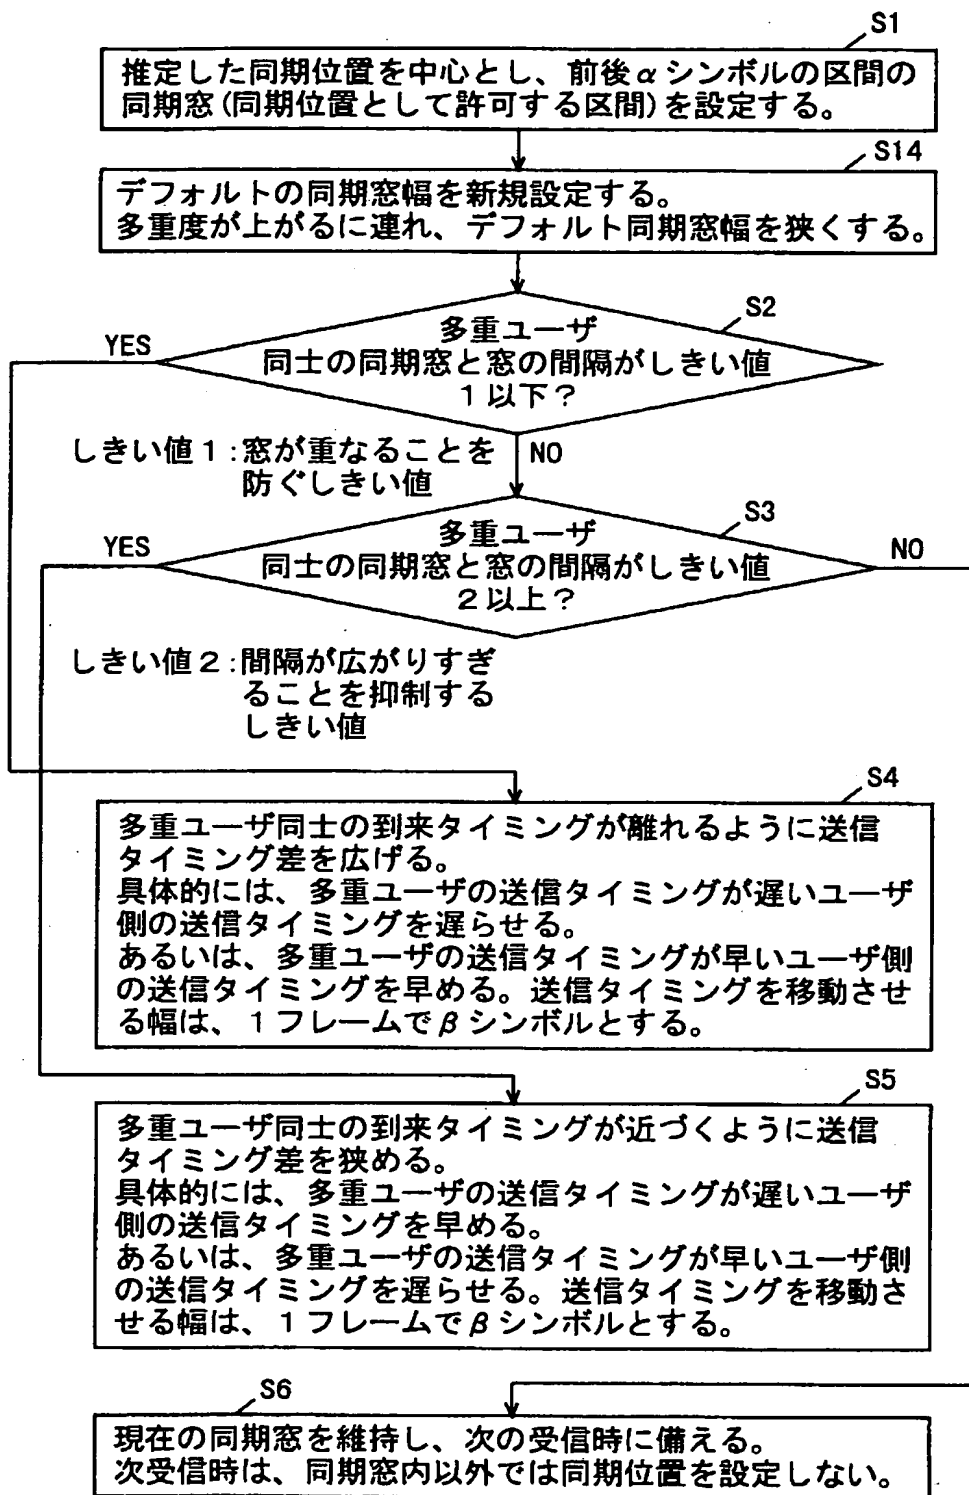 S1
推定した同期位置を中心とし、前後αシンボルの区間の
同期窓(同期位置として許可する区間)を設定する。
S14
デフォルトの同期窓幅を新規設定する。
多重度が上がるに連れ、デフォルト同期窓幅を狭くする。
S2
YES
多重ユーザ
同士の同期窓と窓の間隔がしきい値
1以下?
しきい値1:窓が重なることを
防ぐしきい値
NO
S3
YES
多重ユーザ
同士の同期窓と窓の間隔がしきい値
2以上?
NO
しきい値2:間隔が広がりすぎ
ることを抑制する
しきい値
S4
多重ユーザ同士の到来タイミングが離れるように送信
タイミング差を広げる。
具体的には、多重ユーザの送信タイミングが遅いユーザ
側の送信タイミングを遅らせる。
あるいは、多重ユーザの送信タイミングが早いユーザ側
の送信タイミングを早める。送信タイミングを移動させ
る幅は、1フレームでβシンボルとする。
S5
多重ユーザ同士の到来タイミングが近づくように送信
タイミング差を狭める。
具体的には、多重ユーザの送信タイミングが遅いユーザ
側の送信タイミングを早める。
あるいは、多重ユーザの送信タイミングが早いユーザ側
の送信タイミングを遅らせる。送信タイミングを移動さ
せる幅は、1フレームでβシンボルとする。
S6
現在の同期窓を維持し、次の受信時に備える。
次受信時は、同期窓内以外では同期位置を設定しない。